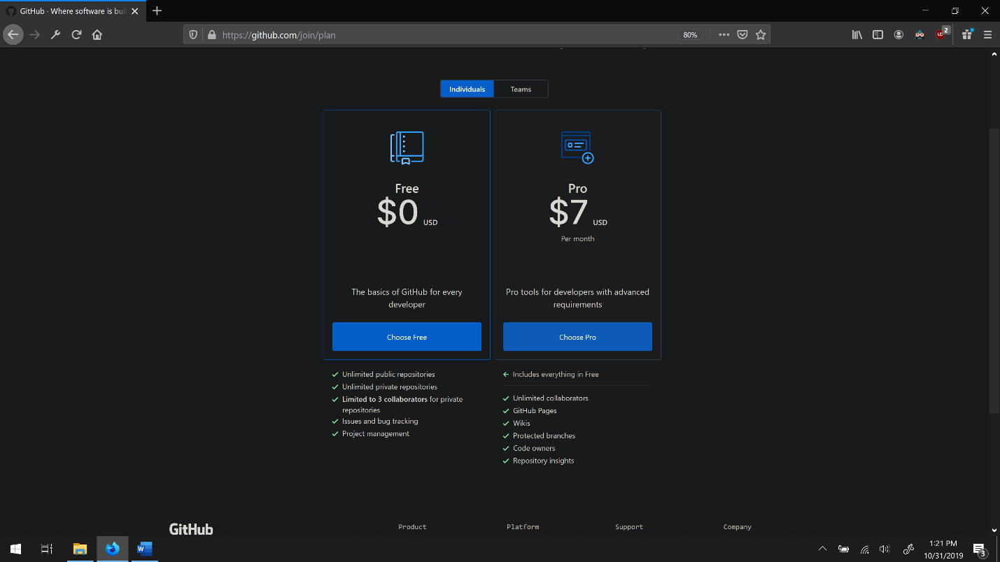 GitHub · Where software is buil
https://github.com/join/plan
80%
2
Individuals
Teams
Free
$0 USD
The basics of GitHub for every
developer
Choose Free
Unlimited public repositories
Unlimited private repositories
Limited to 3 collaborators for private
repositories
Issues and bug tracking
Project management
Pro
$7 USD
Per month
Pro tools for developers with advanced
requirements
Choose Pro
Includes everything in Free
Unlimited collaborators
GitHub Pages
Wikis
Protected branches
Code owners
Repository insights
GitHub
Product
Platform
Support
Company
W
1:21 PM
10/31/2019
3